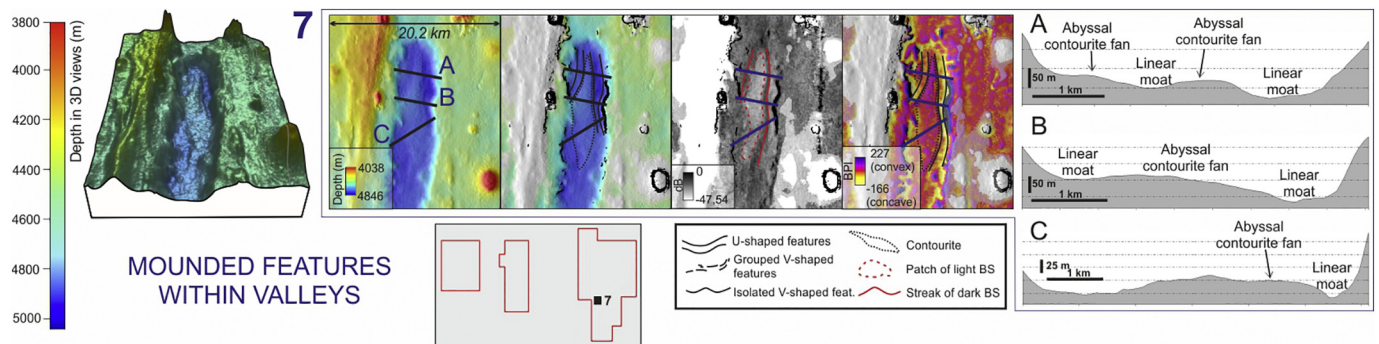 3800
4000
4200
4400
4600
4800
5000
Depth in 3D views (m)
7
MOUNDED FEATURES
WITHIN VALLEYS
20.2 km
A
B
C
Depth (m)
4038
4846
dB
0
-47.54
BPI
227
(convex)
-166
(concave)
7
U-shaped features
Grouped V-shaped
features
Isolated V-shaped feat.
Contourite
Patch of light BS
Streak of dark BS
A
Abyssal
contourite fan
Linear
moat
Abyssal
contourite fan
Linear
moat
50 m
1 km
B
Linear
moat
Abyssal
contourite fan
Linear
moat
50 m
1 km
C
Abyssal
contourite fan
Linear
moat
25 m
1 km